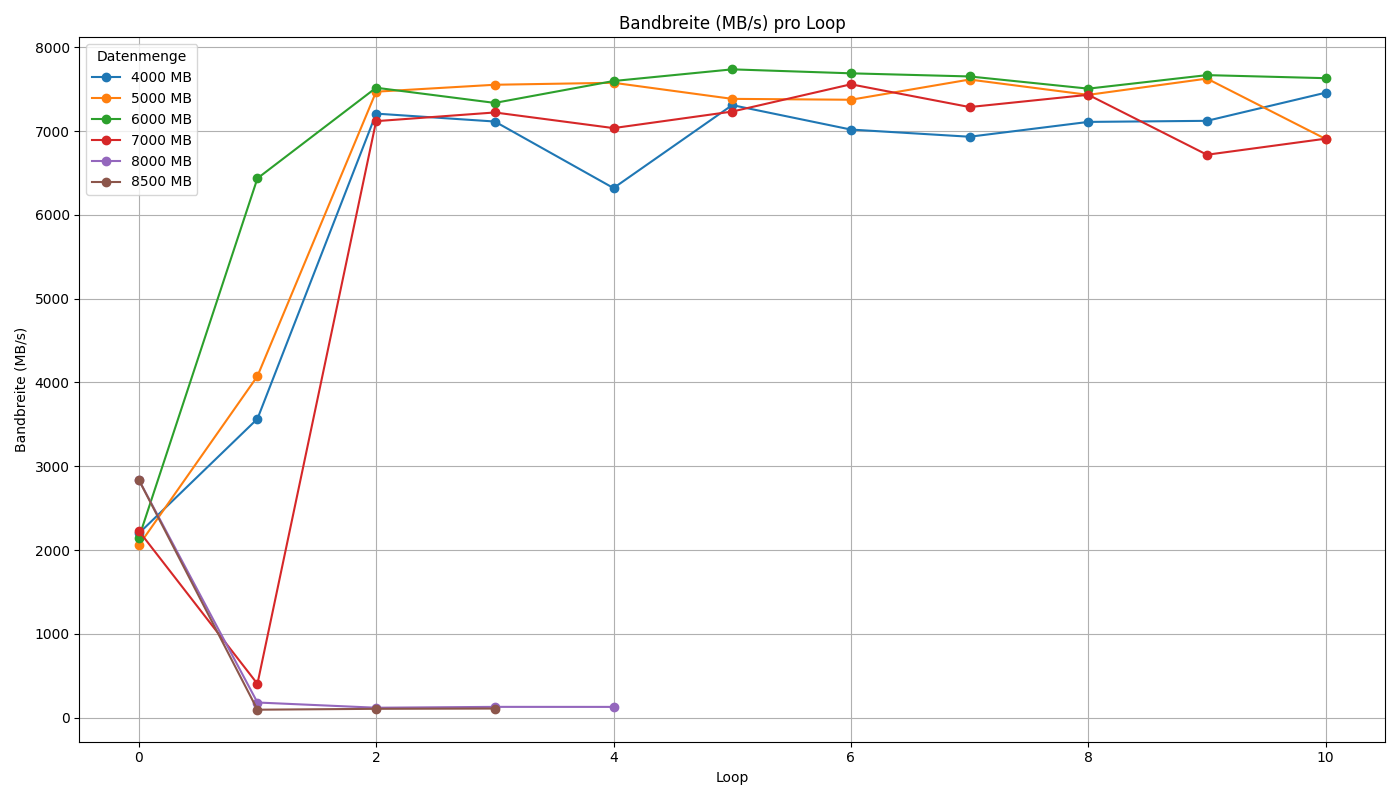 Bandbreite (MB/s) pro Loop
Datenmenge
4000 MB
5000 MB
6000 MB
7000 MB
8000 MB
8500 MB
Bandbreite (MB/s)
8000
7000
6000
5000
4000
3000
2000
1000
0
0 2 4 6 8 10
Loop